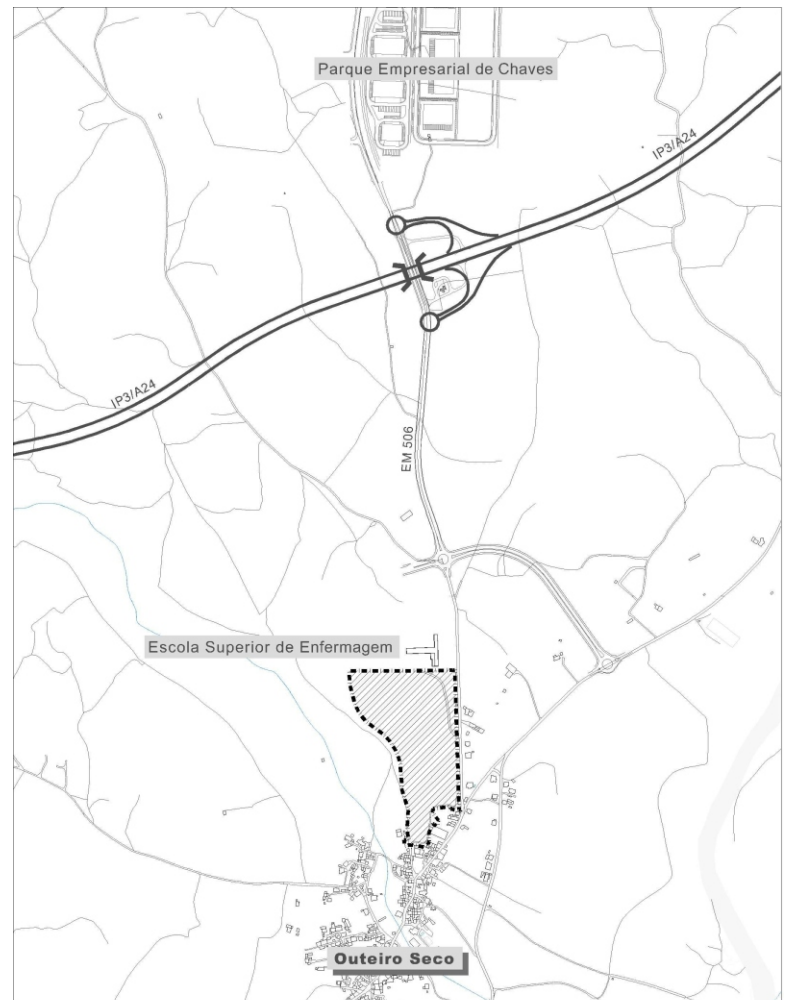 Parque Empresarial de Chaves
IP3/A24
IP3/A24
EM 506
Escola Superior de Enfermagem
Outeiro Seco